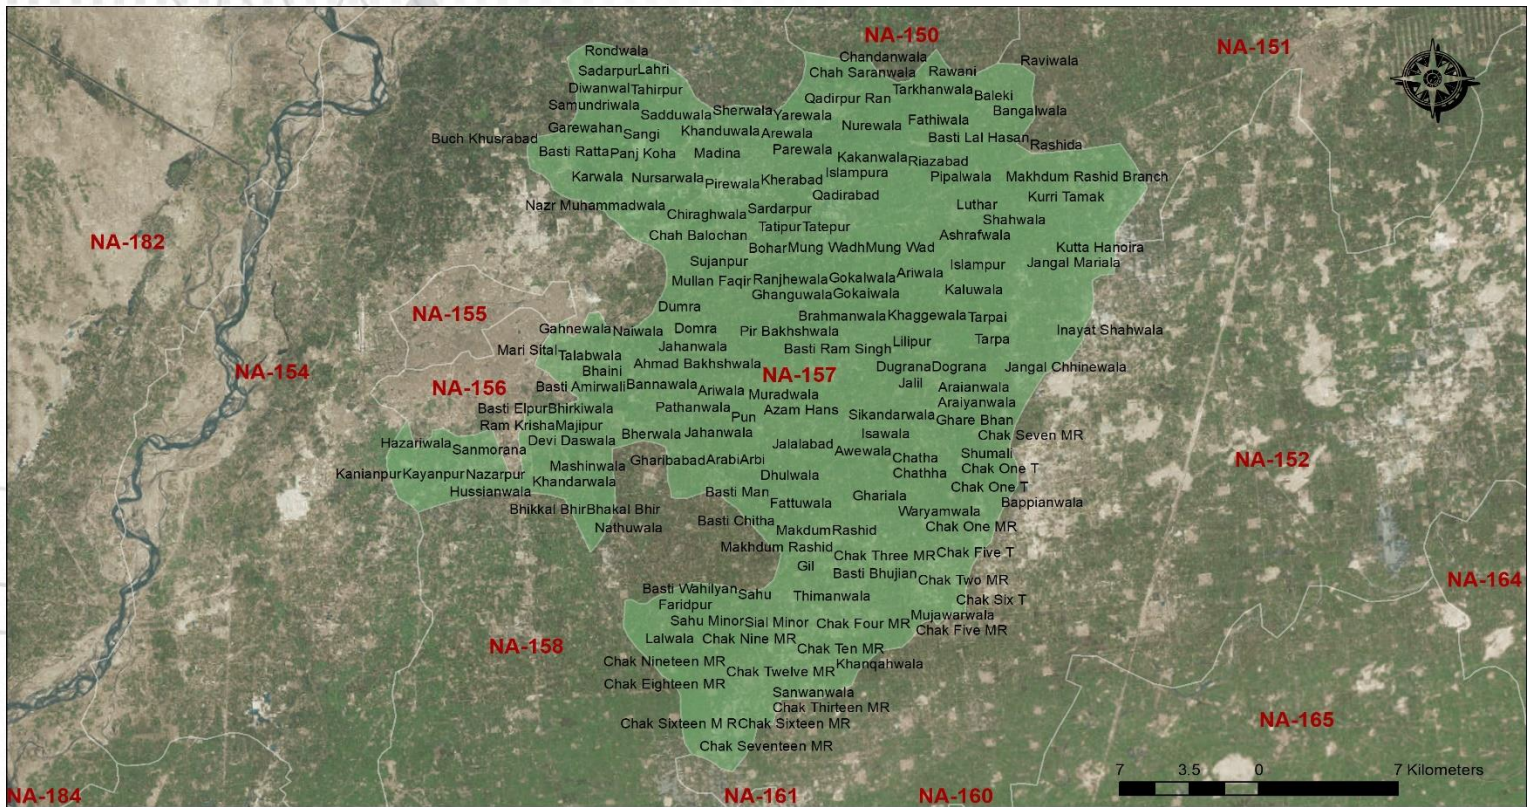 NA-150
NA-151
Rondwala
Chandanwala
Raviwala
Sadarpur Lahri
Chah Saranwala
Rawani
Diwanwal Tahirpur
Tarkhanwala
Baleki
Samundriwala
Qadirpur Ran
Sadduwala
Sherwala
Yarewala
Bangalwala
Garewahan
Sangi
Khanduwala
Arewala
Nurewala
Fathiwala
Buch Khusrabad
Basti Lal Hasan
Rashida
Basti Ratta
Panj Koha
Madina
Parewala
Kakanwala
Riazabad
Karwala
Nursarwala
Pirewala
Kherabad
Islampura
Pipalwala
Makhdum Rashid Branch
Qadirabad
Kurri Tamak
Nazr Muhammadwala
Chiraghwala
Sardarpur
Luthar
Shahwala
Tatipur
Tatepur
NA-182
Chah Balochan
Bohar
Mung Wadh
Mung Wad
Ashrafwala
Kutta Hanoira
Sujanpur
Islampur
Jangal Mariala
Mullan Faqir
Ranjhewala
Gokalwala
Ariwala
Ghanguwala
Gokaiwala
Kaluwala
NA-155
Dumra
Brahmanwala
Khaggewala
Tarpai
Gahnewala
Naiwala
Domra
Pir Bakhshwala
Inayat Shahwala
Mari Sital
Talabwala
Jahanwala
Basti Ram Singh
Lilipur
Tarpa
NA-154
Bhaini
Ahmad Bakhshwala
NA-157
Dugrana
Dograna
Jangal Chhinewala
NA-156
Basti Amirwali
Bannawala
Ariwala
Muradwala
Jalil
Araianwala
Basti Elpur
Bhirkiwala
Pathanwala
Pun
Azam Hans
Sikandarwala
Araiyanwala
Ghare Bhan
Ram Krisha
Majipur
Hazariwala
Sanmorana
Devi Daswala
Bherwala
Jahanwala
Jalalabad
Isawala
Chak Seven MR
Awewala
Shumali
Kanianpur
Kayanpur
Nazarpur
Mashinwala
Gharibabad
Arabi
Arbi
Chatha
Chak One T
NA-152
Hussianwala
Khandarwala
Dhulwala
Chathha
Chak One T
Basti Man
Fattuwala
Ghariala
Bappianwala
Bhikkal Bhir
Bhakal Bhir
Waryamwala
Nathuwala
Basti Chitha
Makdum Rashid
Chak One MR
Makhdum Rashid
Chak Three MR
Chak Five T
Gil
Basti Bhujian
Chak Two MR
NA-164
Basti Wahilyan
Sahu
Thimanwala
Chak Six T
Faridpur
Mujawarwala
Sahu Minor
Sial Minor
Chak Four MR
Chak Five MR
NA-158
Lalwala
Chak Nine MR
Chak Ten MR
Chak Nineteen MR
Chak Twelve MR
Khanqahwala
Chak Eighteen MR
Sanwanwala
Chak Thirteen MR
Chak Sixteen M R
Chak Sixteen MR
NA-165
Chak Seventeen MR
7 3.5 0 7 Kilometers
NA-184
NA-161
NA-160